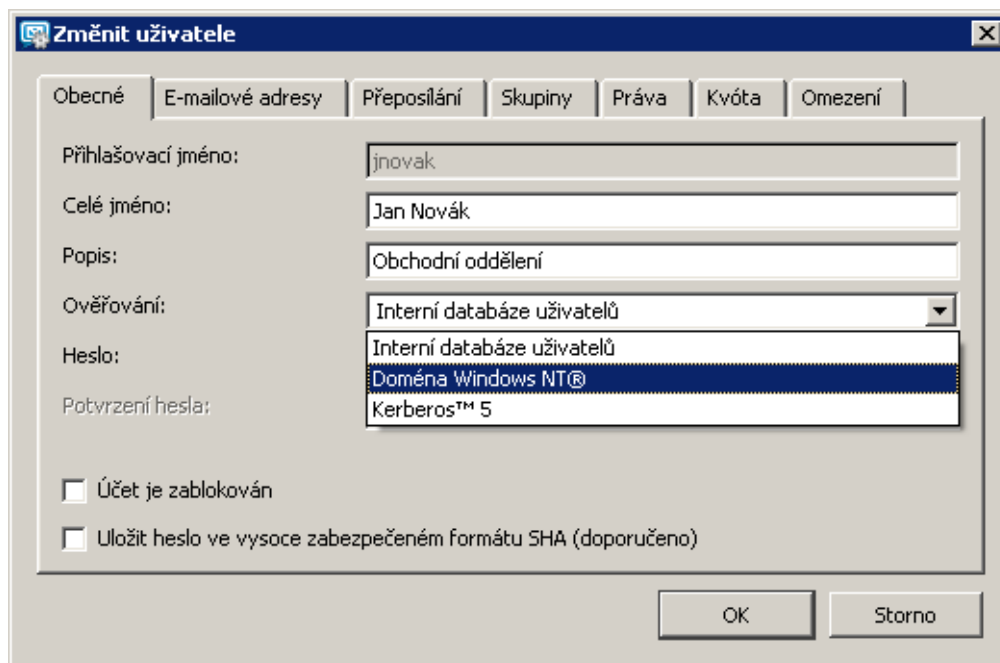 Změnit uživatele
Obecné E-mailové adresy Přeposílání Skupiny Práva Kvóta Omezení
Přihlašovací jméno: jnovak
Celé jméno: Jan Novák
Popis: Obchodní oddělení
Ověřování: Interní databáze uživatelů
Interní databáze uživatelů
Heslo:
Doména Windows NT®
Potvrzení hesla: Kerberos™ 5
Účet je zablokován
Uložit heslo ve vysoce zabezpečeném formátu SHA (doporučeno)
OK Storno